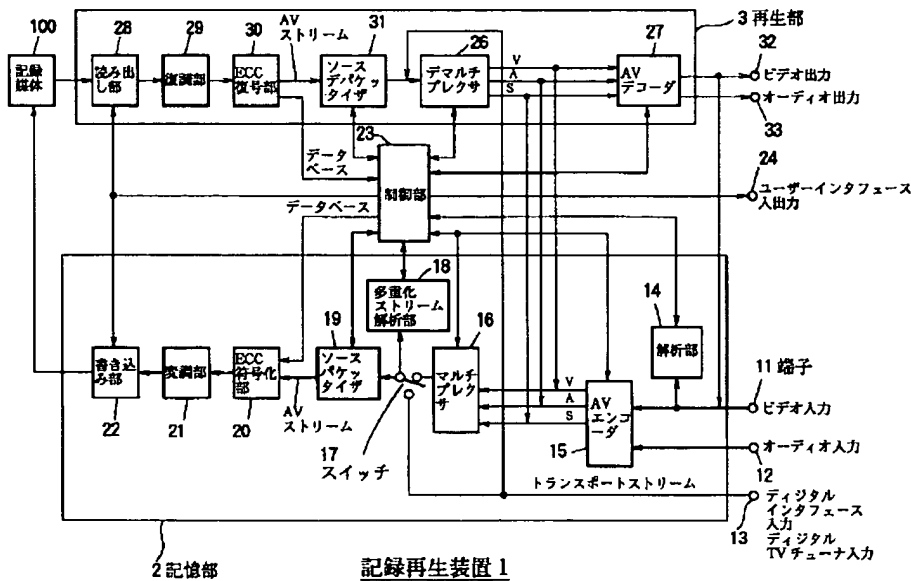 3 再生部
100
記録
媒体
28
読み出
し部
29
復調部
30
ECC
復号部
AV
ストリーム
31
ソース
デパケッ
タイザ
26
デマルチ
プレクサ
V
A
S
27
AV
デコーダ
32
ビデオ出力
オーディオ出力
33
23
制御部
データ
ベース
データベース
24
ユーザーインタフェース
入出力
18
多重化
ストリーム
解析部
14
解析部
22
書き込
み部
21
変調部
20
ECC
符号化
部
AV
ストリーム
19
ソース
パケッ
タイザ
17
スイッチ
16
マルチ
プレク
サ
V
A
S
15
AV
エンコ
ーダ
11 端子
ビデオ入力
オーディオ入力
12
トランスポートストリーム
13
ディジタル
インタフェース
入力
ディジタル
TVチューナ入力
2 記憶部
記録再生装置 1